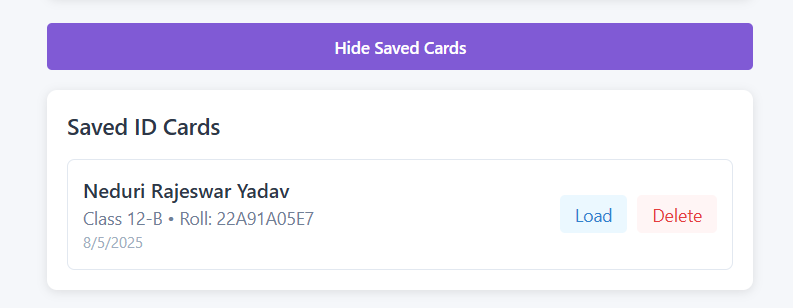 Hide Saved Cards
Saved ID Cards
Neduri Rajeswar Yadav
Class 12-B • Roll: 22A91A05E7
8/5/2025
Load
Delete